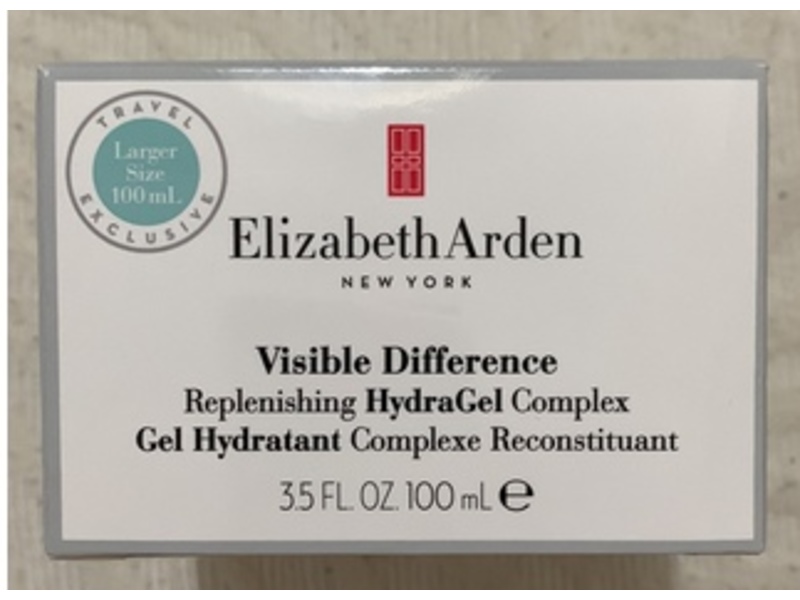 TRAVEL
Larger
Size
100 mL
EXCLUSIVE
Elizabeth Arden
NEW YORK
Visible Difference
Replenishing HydraGel Complex
Gel Hydratant Complexe Reconstituant
3.5 FL. OZ. 100 mL ℮